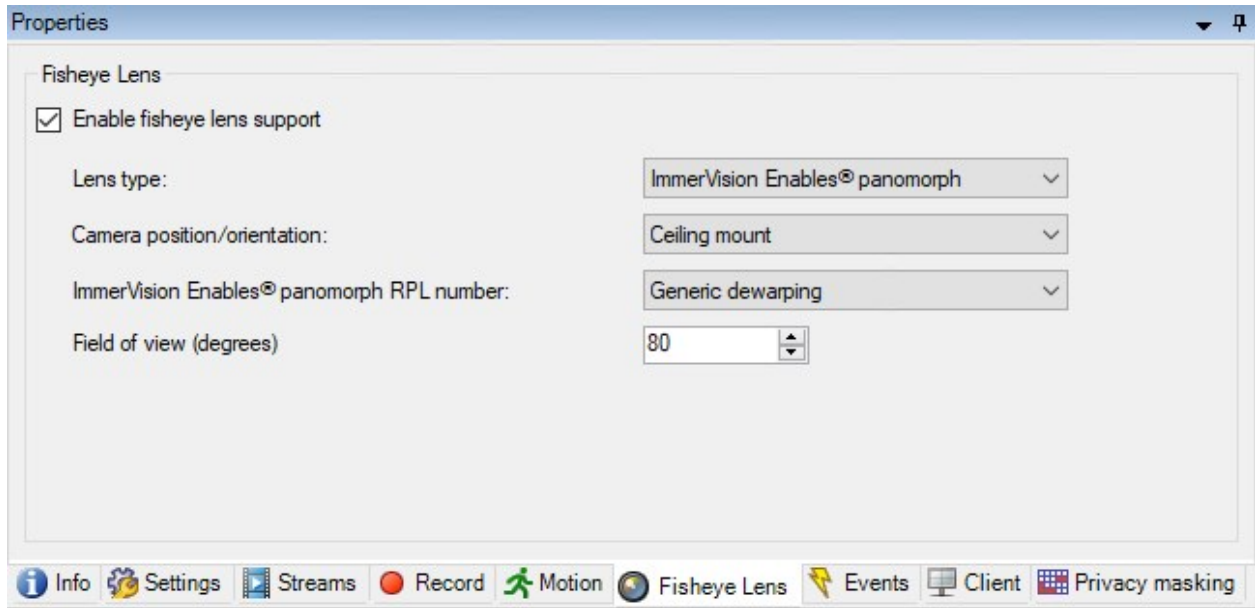 Properties
Fisheye Lens
Enable fisheye lens support
Lens type: ImmerVision Enables® panomorph
Camera position/orientation: Ceiling mount
ImmerVision Enables® panomorph RPL number: Generic dewarping
Field of view (degrees) 80
Info Settings Streams Record Motion Fisheye Lens Events Client Privacy masking